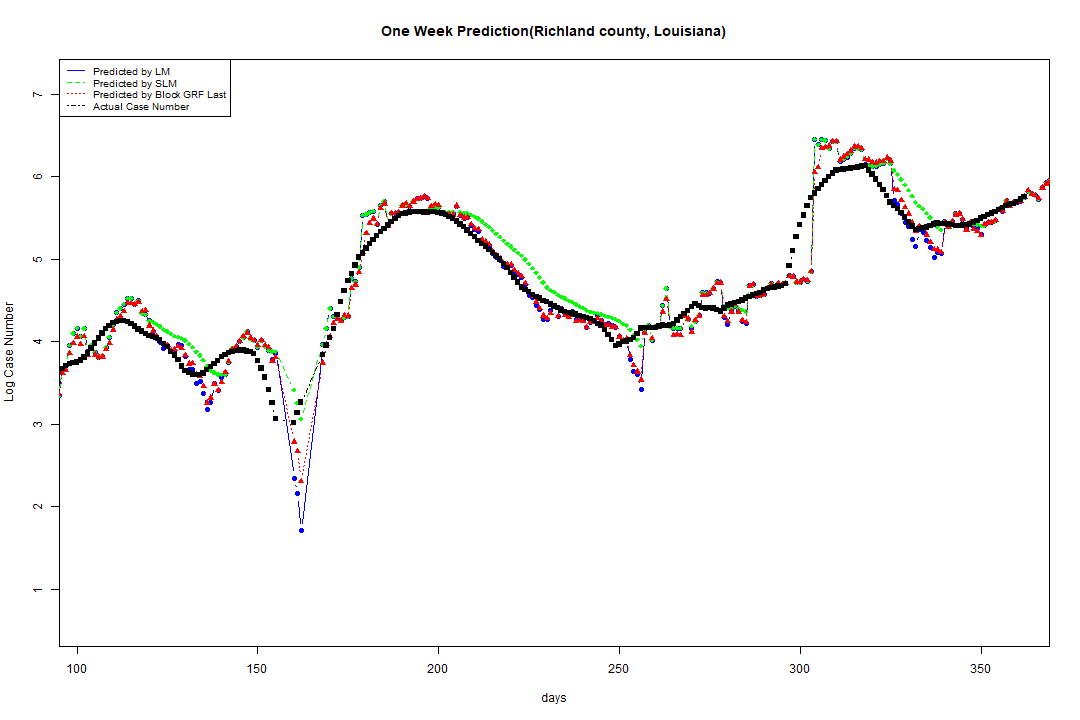 One Week Prediction(Richland county, Louisiana)
Predicted by LM
Predicted by SLM
Predicted by Block GRF Last
Actual Case Number
7
6
5
4
3
2
1
Log Case Number
100 150 200 250 300 350
days